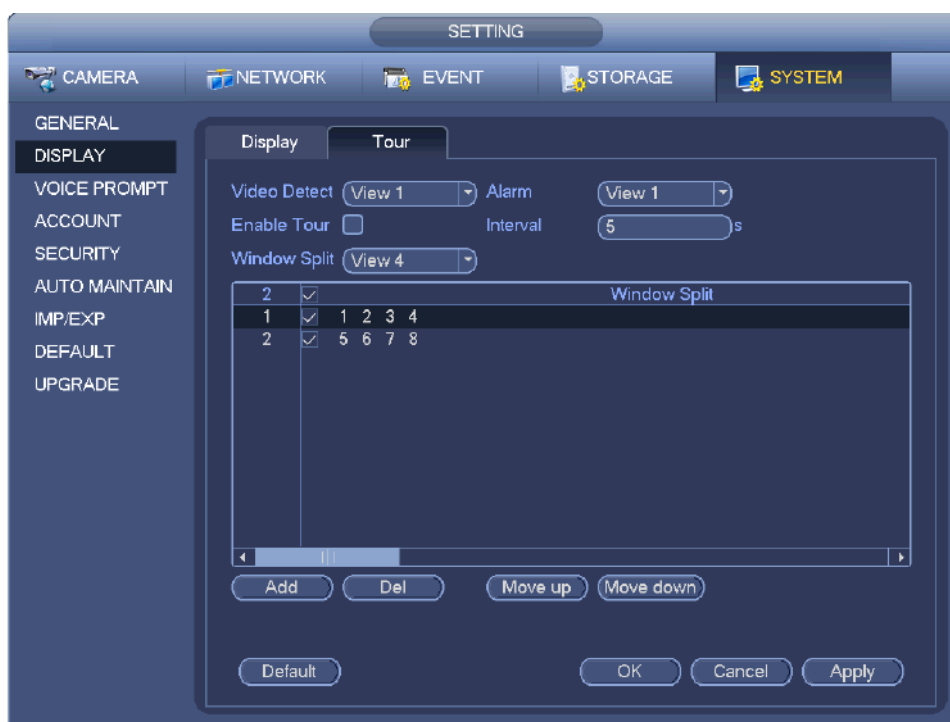 SETTING
CAMERA NETWORK EVENT STORAGE SYSTEM
GENERAL
DISPLAY
VOICE PROMPT
ACCOUNT
SECURITY
AUTO MAINTAIN
IMP/EXP
DEFAULT
UPGRADE
Display Tour
Video Detect View 1 Alarm View 1
Enable Tour Interval 5 s
Window Split View 4
2 Window Split
1 1 2 3 4
2 5 6 7 8
Add Del Move up Move down
Default OK Cancel Apply